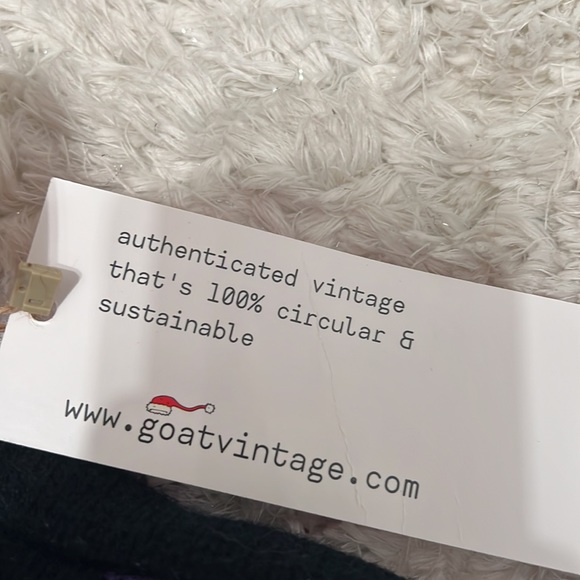 authenticated vintage
that's 100% circular &
sustainable
www.goatvintage.com